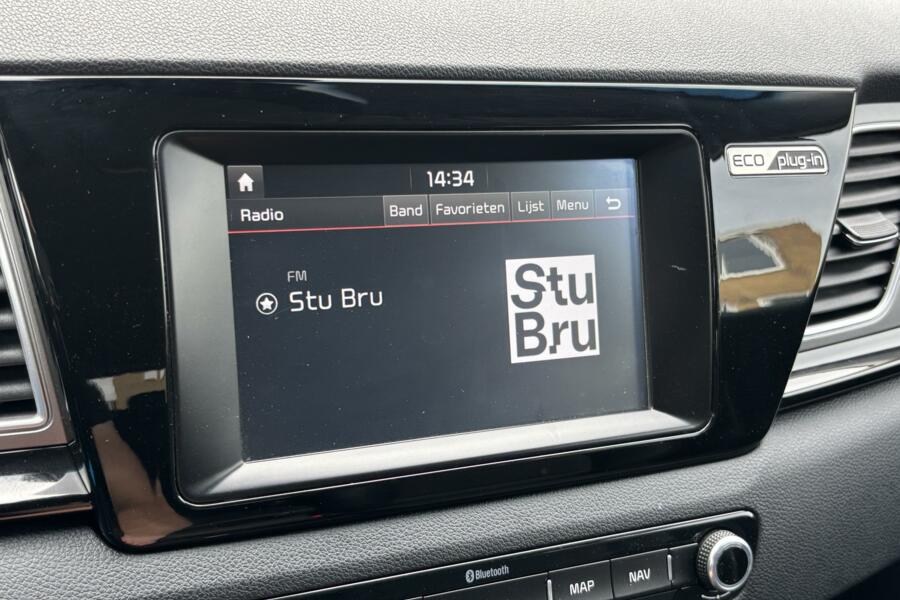 14:34
ECO plug-in
Radio Band Favorieten Lijst Menu
FM
Stu Bru
Stu
Bru
Bluetooth
MAP NAV